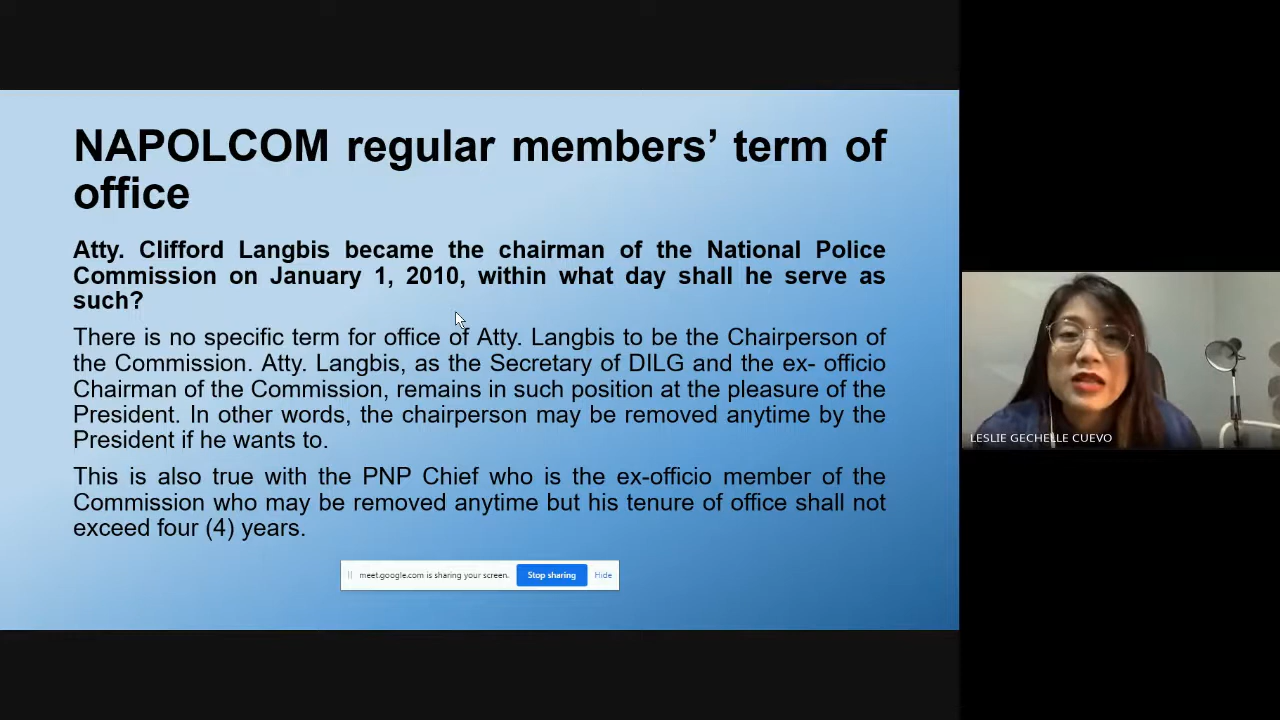 NAPOLCOM regular members’ term of
office
Atty. Clifford Langbis became the chairman of the National Police
Commission on January 1, 2010, within what day shall he serve as
such?
There is no specific term for office of Atty. Langbis to be the Chairperson of
the Commission. Atty. Langbis, as the Secretary of DILG and the ex- officio
Chairman of the Commission, remains in such position at the pleasure of the
President. In other words, the chairperson may be removed anytime by the
President if he wants to.
This is also true with the PNP Chief who is the ex-officio member of the
Commission who may be removed anytime but his tenure of office shall not
exceed four (4) years.
meet.google.com is sharing your screen.
Stop sharing
Hide
LESLIE GECHELLE CUEVO